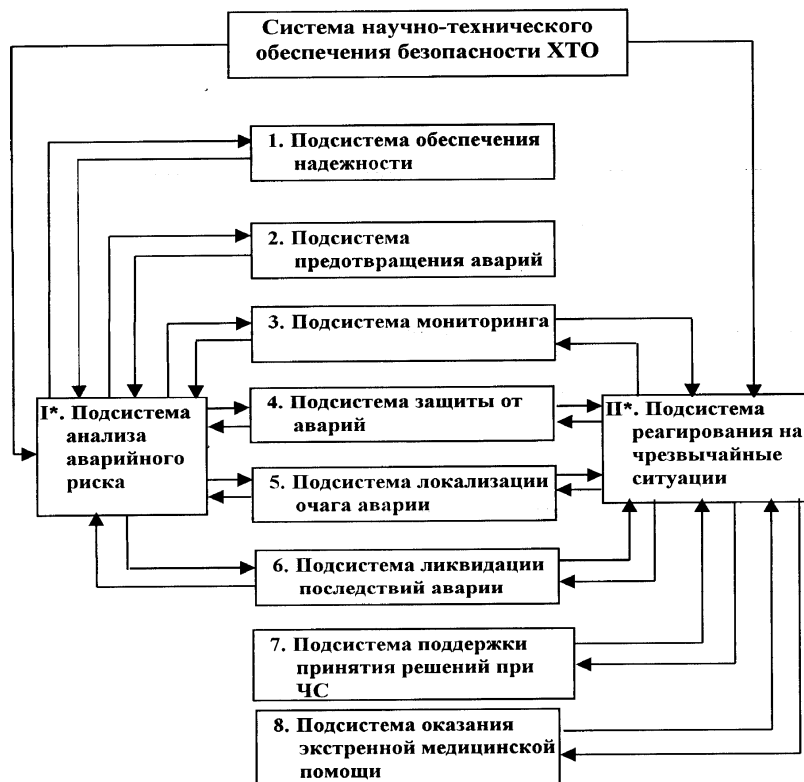 Система научно-технического
обеспечения безопасности ХТО
1. Подсистема обеспечения
надежности
2. Подсистема
предотвращения аварий
3. Подсистема мониторинга
I*. Подсистема
анализа
аварийного
риска
4. Подсистема защиты от
аварий
II*. Подсистема
реагирования на
чрезвычайные
ситуации
5. Подсистема локализации
очага аварии
6. Подсистема ликвидации
последствий аварии
7. Подсистема поддержки
принятия решений при
ЧС
8. Подсистема оказания
экстренной медицинской
помощи